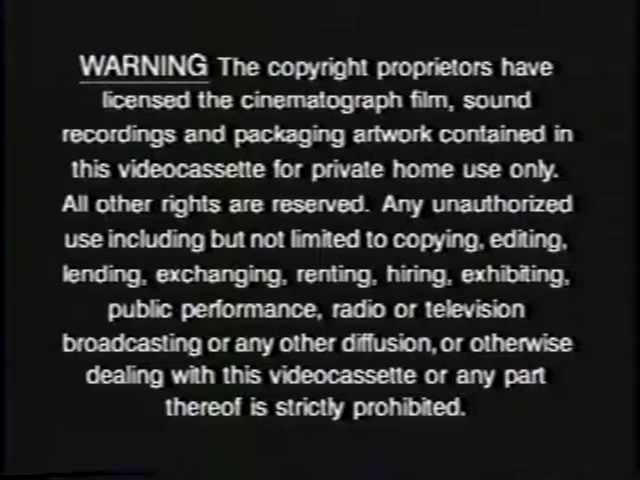 WARNING The copyright proprietors have
licensed the cinematograph film, sound
recordings and packaging artwork contained in
this videocassette for private home use only.
All other rights are reserved. Any unauthorized
use including but not limited to copying, editing,
lending, exchanging, renting, hiring, exhibiting,
public performance, radio or television
broadcasting or any other diffusion, or otherwise
dealing with this videocassette or any part
thereof is strictly prohibited.